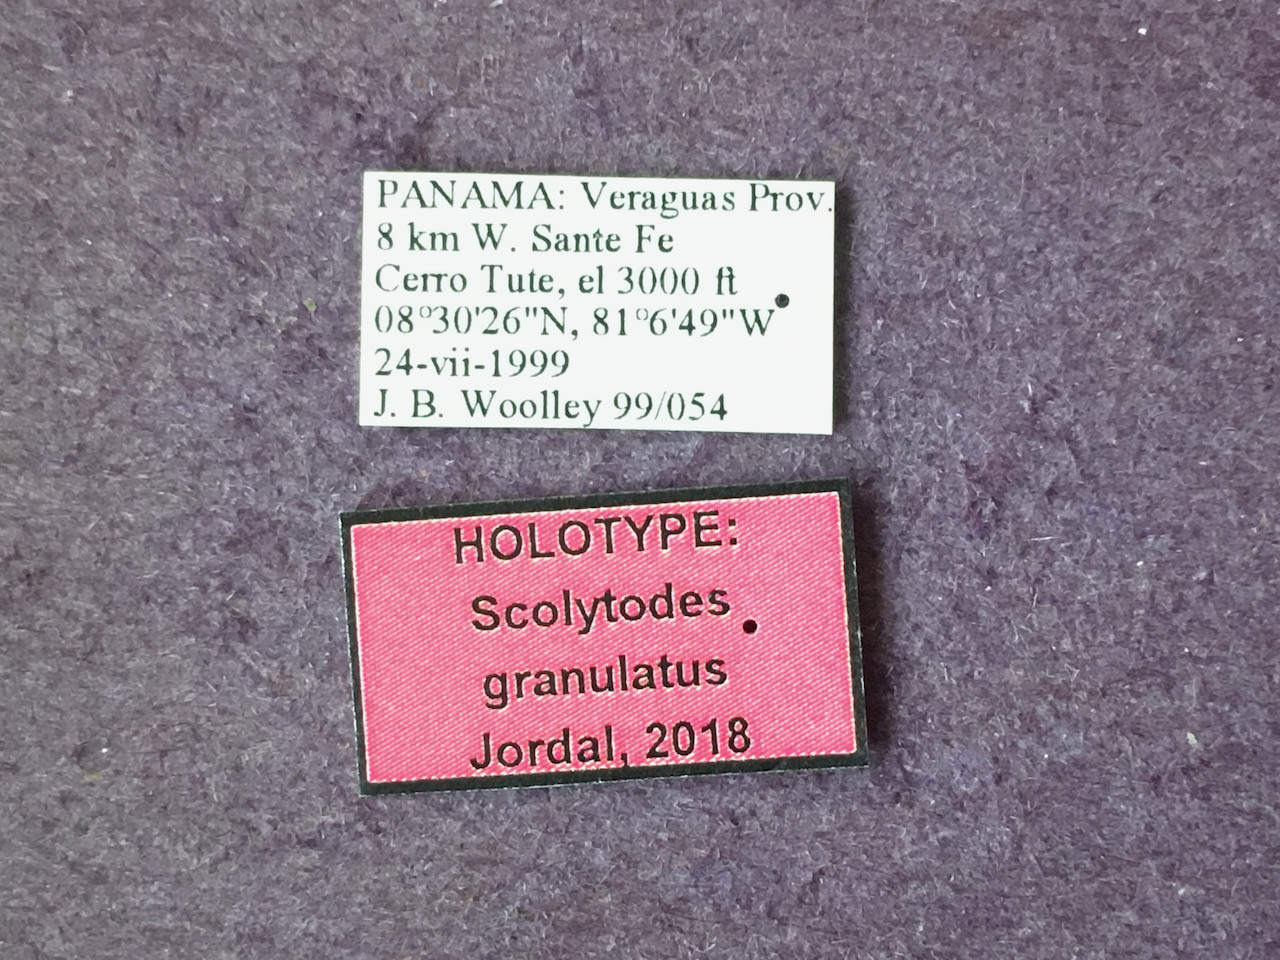 PANAMA: Veraguas Prov.
8 km W. Sante Fe
Cerro Tute, el 3000 ft
08°30'26"N, 81°6'49"W
24-vii-1999
J. B. Woolley 99/054
HOLOTYPE:
Scolytodes
granulatus
Jordal, 2018